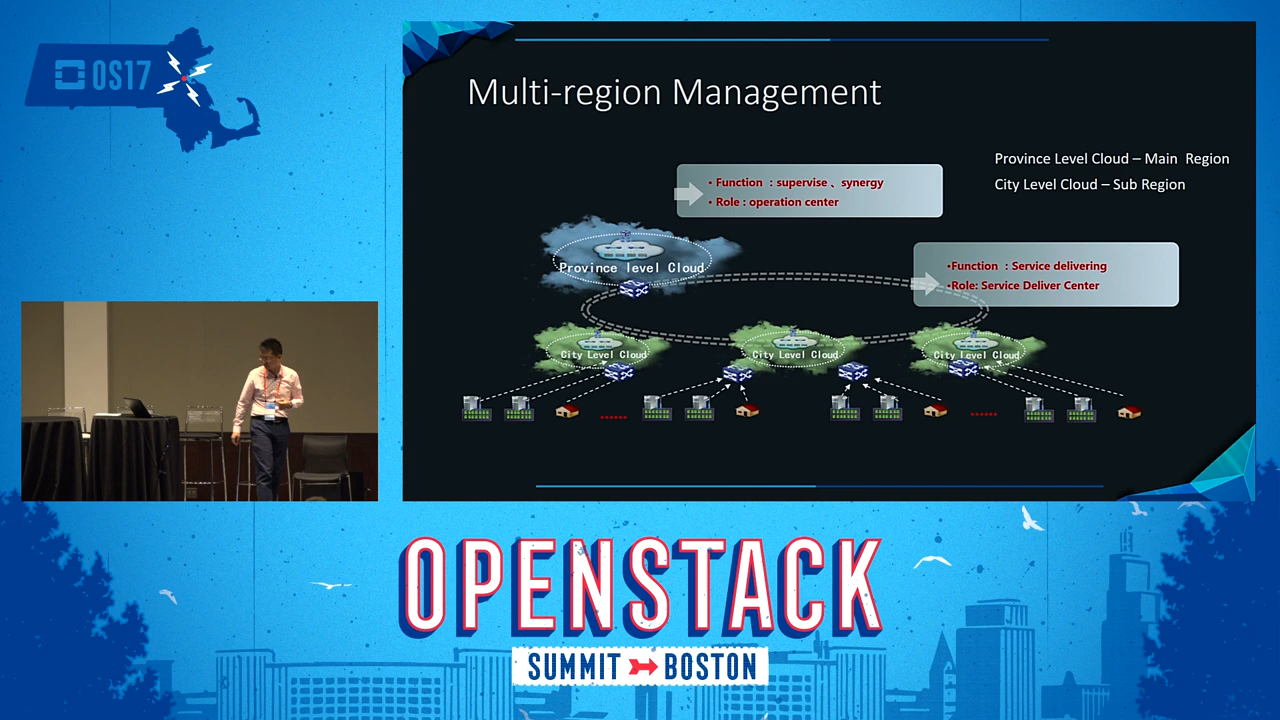 OS17
Multi-region Management
Province Level Cloud – Main Region
City Level Cloud – Sub Region
• Function : supervise 、synergy
• Role : operation center
•Function : Service delivering
•Role: Service Deliver Center
Province level Cloud
City Level Cloud
City Level Cloud
City Level Cloud
......
......
OPENSTACK
SUMMIT BOSTON